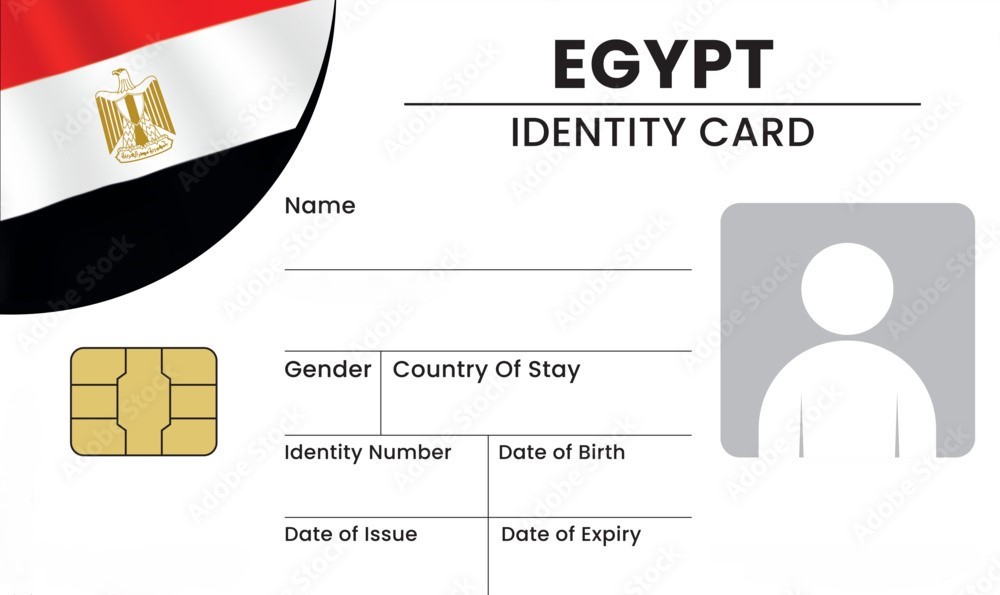 EGYPT
IDENTITY CARD
Name
Gender
Country Of Stay
Identity Number
Date of Birth
Date of Issue
Date of Expiry
Adobe Stock